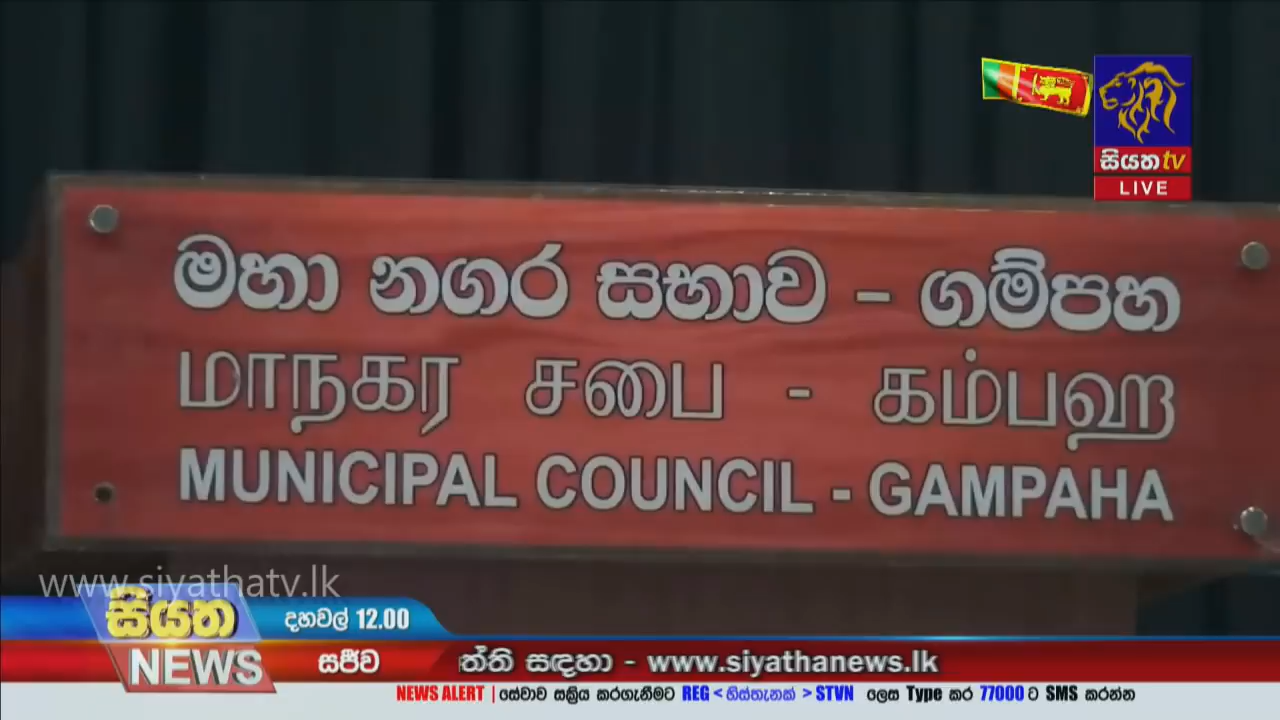 සියත tv
LIVE
මහා නගර සභාව - ගම්පහ
மாநகர சபை - கம்பஹ
MUNICIPAL COUNCIL - GAMPAHA
www.siyathatv.lk
සියත
NEWS
දහවල් 12.00
සජීව
ත්ති සඳහා - www.siyathanews.lk
NEWS ALERT | සේවාව සක්‍රිය කරගැනීමට REG < හිස්තැනක් > STVN ලෙස Type කර 77000 ට SMS කරන්න